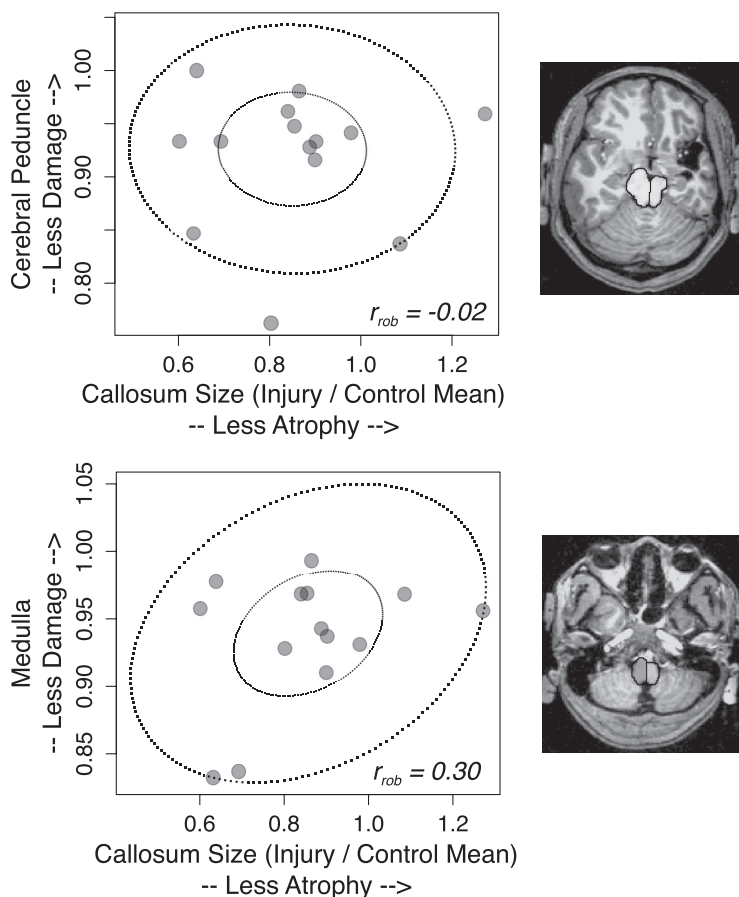 Cerebral Peduncle
-- Less Damage -->
1.00
0.90
0.80
r_rob = -0.02
0.6 0.8 1.0 1.2
Callosum Size (Injury / Control Mean)
-- Less Atrophy -->
Medulla
-- Less Damage -->
1.05
1.00
0.95
0.90
0.85
r_rob = 0.30
0.6 0.8 1.0 1.2
Callosum Size (Injury / Control Mean)
-- Less Atrophy -->